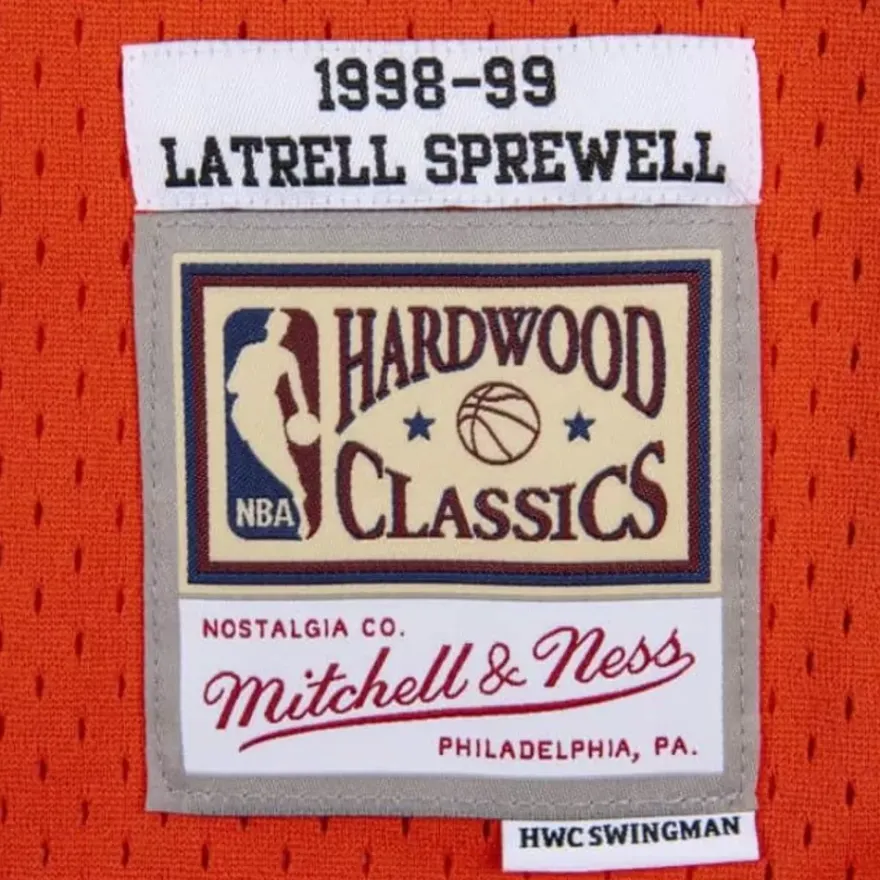 1998-99
LATRELL SPREWELL
HARDWOOD
CLASSICS
NBA
NOSTALGIA CO.
Mitchell & Ness
PHILADELPHIA, PA.
HWC SWINGMAN